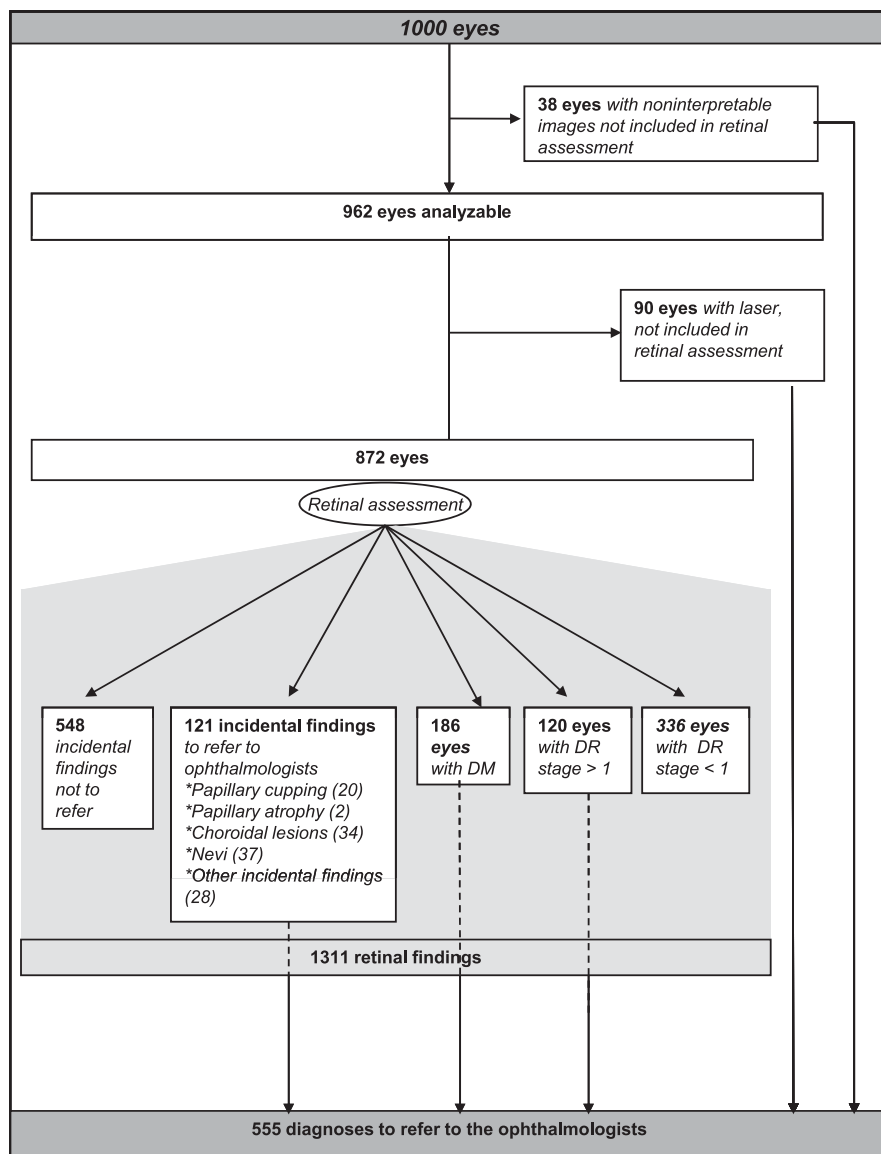 1000 eyes
38 eyes with noninterpretable
images not included in retinal
assessment
962 eyes analyzable
90 eyes with laser,
not included in
retinal assessment
872 eyes
Retinal assessment
548
incidental
findings
not to
refer
121 incidental findings
to refer to
ophthalmologists
*Papillary cupping (20)
*Papillary atrophy (2)
*Choroidal lesions (34)
*Nevi (37)
*Other incidental findings
(28)
186
eyes
with DM
120 eyes
with DR
stage > 1
336 eyes
with DR
stage < 1
1311 retinal findings
555 diagnoses to refer to the ophthalmologists